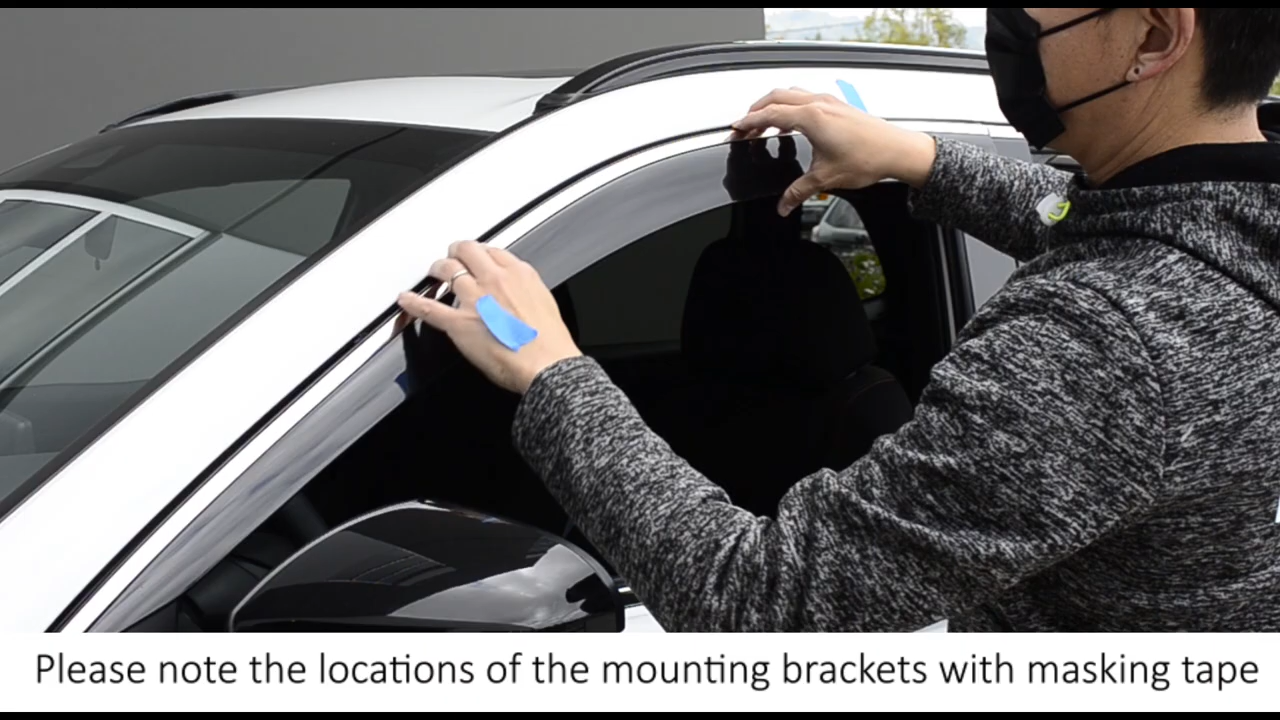 Please note the locations of the mounting brackets with masking tape